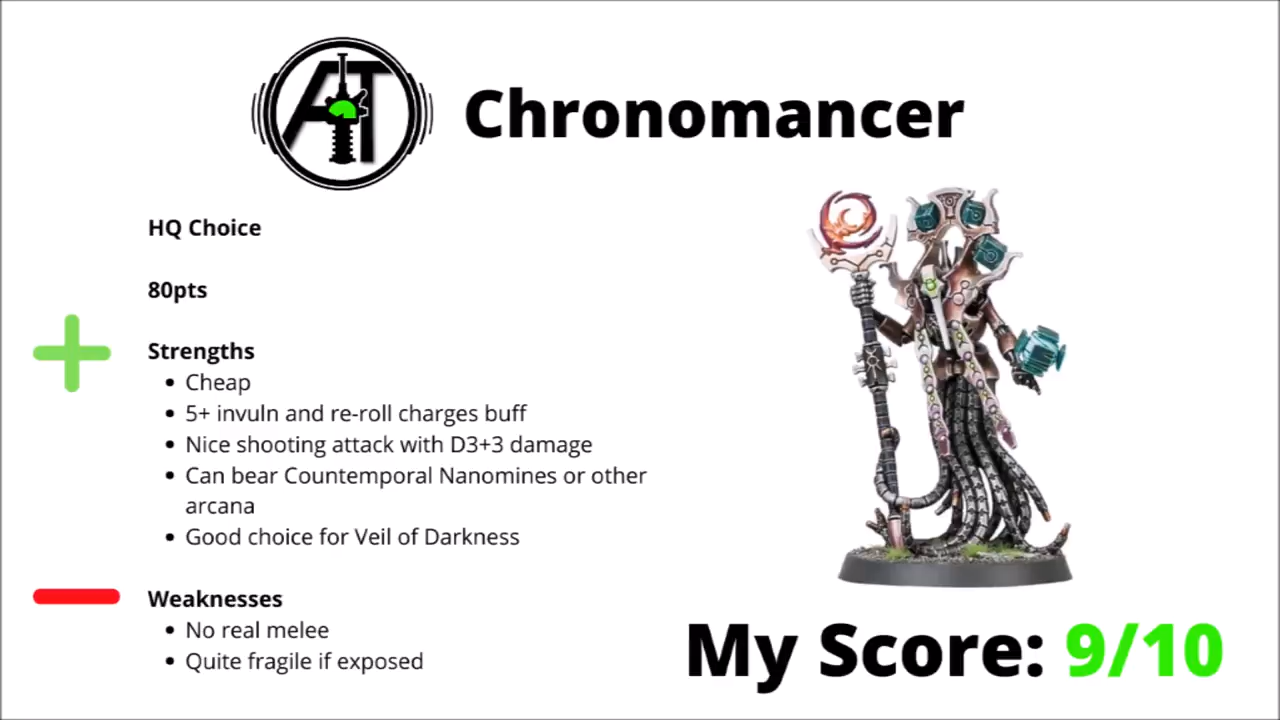 AT
Chronomancer
HQ Choice
80pts
Strengths
• Cheap
• 5+ invuln and re-roll charges buff
• Nice shooting attack with D3+3 damage
• Can bear Countemporal Nanomines or other
arcana
• Good choice for Veil of Darkness
Weaknesses
• No real melee
• Quite fragile if exposed
My Score: 9/10